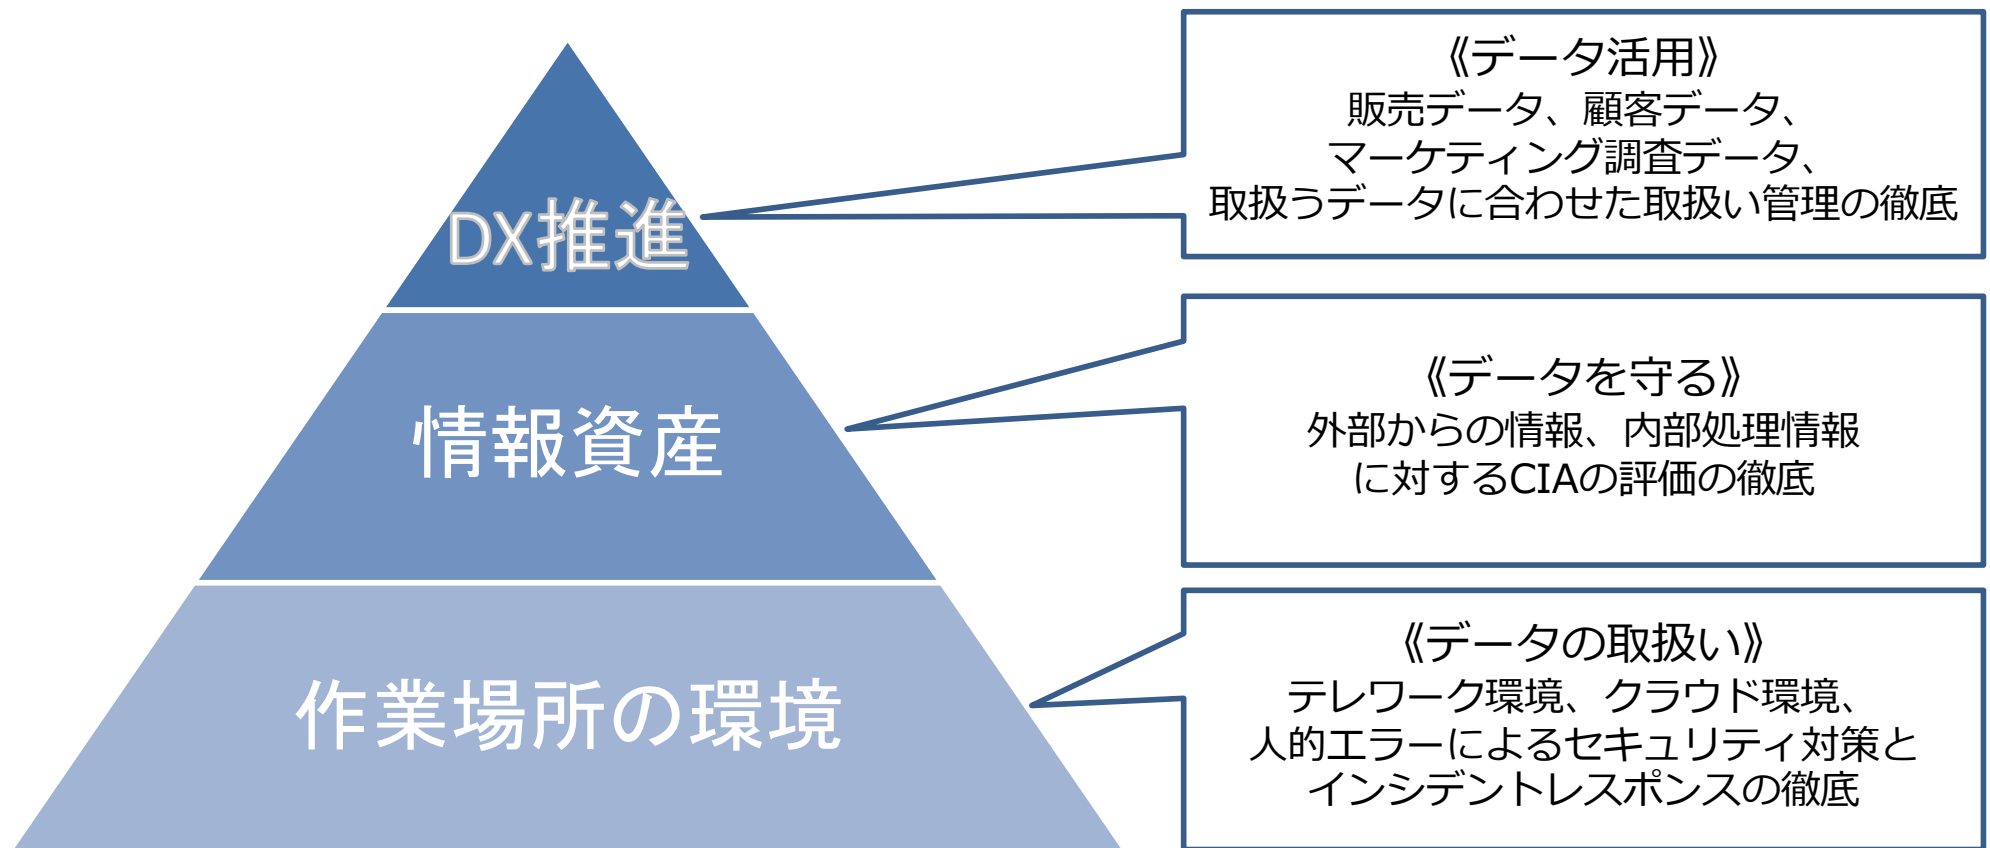 DX推進
《データ活用》
販売データ、顧客データ、
マーケティング調査データ、
取扱うデータに合わせた取扱い管理の徹底
情報資産
《データを守る》
外部からの情報、内部処理情報
に対するCIAの評価の徹底
作業場所の環境
《データの取扱い》
テレワーク環境、クラウド環境、
人的エラーによるセキュリティ対策と
インシデントレスポンスの徹底